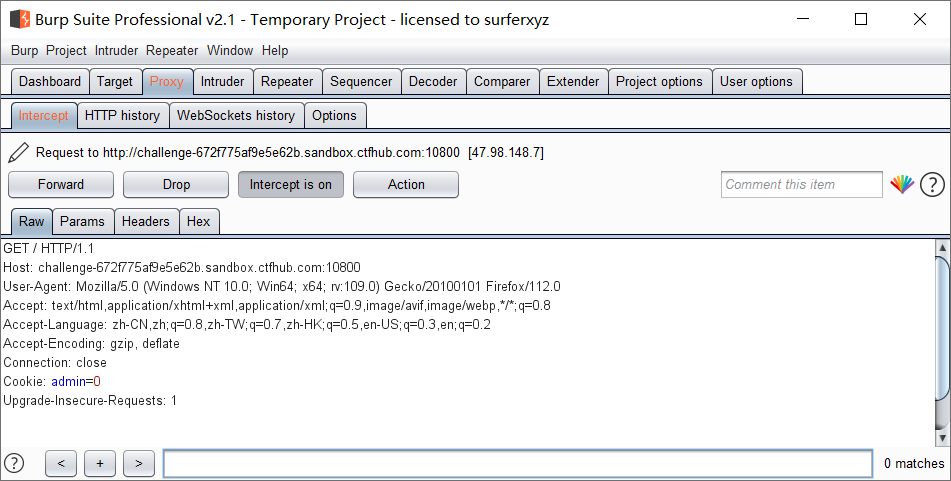 Burp Suite Professional v2.1 - Temporary Project - licensed to surferxyz
Burp Project Intruder Repeater Window Help
Dashboard Target Proxy Intruder Repeater Sequencer Decoder Comparer Extender Project options User options
Intercept HTTP history WebSockets history Options
Request to http://challenge-672f775af9e5e62b.sandbox.ctfhub.com:10800 [47.98.148.7]
Forward Drop Intercept is on Action Comment this item ?
Raw Params Headers Hex
GET / HTTP/1.1
Host: challenge-672f775af9e5e62b.sandbox.ctfhub.com:10800
User-Agent: Mozilla/5.0 (Windows NT 10.0; Win64; x64; rv:109.0) Gecko/20100101 Firefox/112.0
Accept: text/html,application/xhtml+xml,application/xml;q=0.9,image/avif,image/webp,*/*;q=0.8
Accept-Language: zh-CN,zh;q=0.8,zh-TW;q=0.7,zh-HK;q=0.5,en-US;q=0.3,en;q=0.2
Accept-Encoding: gzip, deflate
Connection: close
Cookie: admin=0
Upgrade-Insecure-Requests: 1
? < + > 0 matches